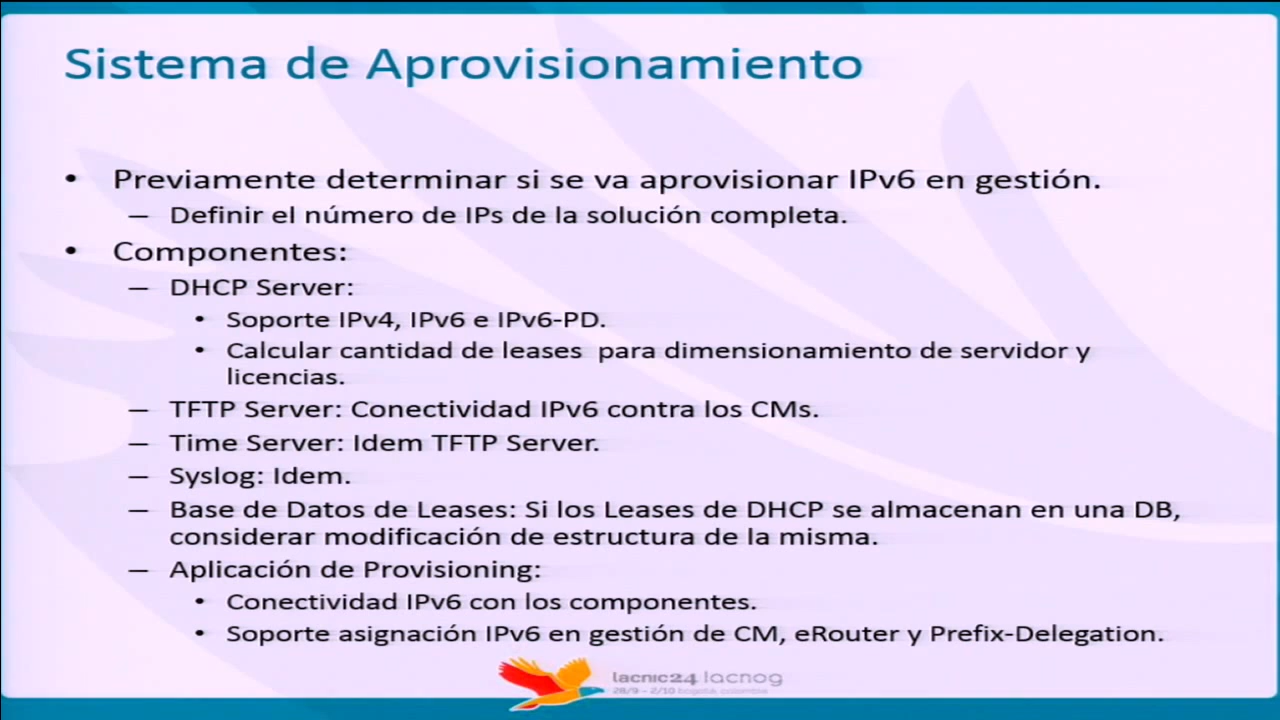 Sistema de Aprovisionamiento
• Previamente determinar si se va aprovisionar IPv6 en gestión.
– Definir el número de IPs de la solución completa.
• Componentes:
– DHCP Server:
• Soporte IPv4, IPv6 e IPv6-PD.
• Calcular cantidad de leases para dimensionamiento de servidor y
licencias.
– TFTP Server: Conectividad IPv6 contra los CMs.
– Time Server: Idem TFTP Server.
– Syslog: Idem.
– Base de Datos de Leases: Si los Leases de DHCP se almacenan en una DB,
considerar modificación de estructura de la misma.
– Aplicación de Provisioning:
• Conectividad IPv6 con los componentes.
• Soporte asignación IPv6 en gestión de CM, eRouter y Prefix-Delegation.
lacnic24 lacnog
28/9 - 2/10 bogotá, colombia